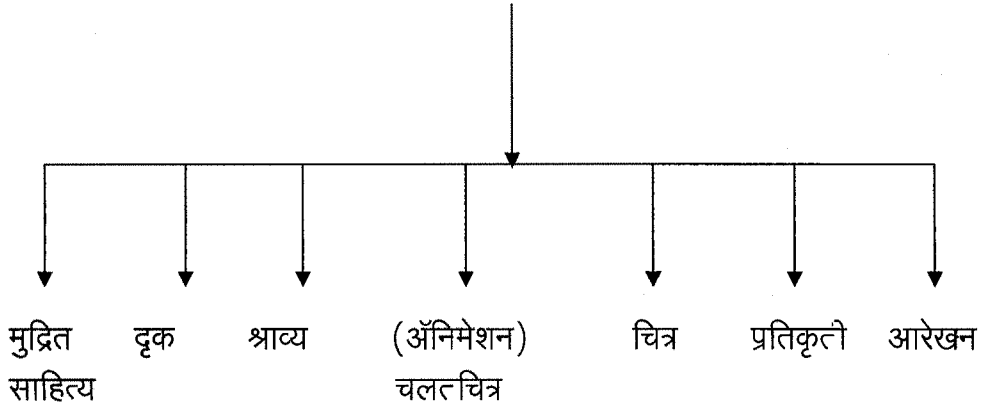 मुद्रित दृक श्राव्य (ॲनिमेशन) चित्र प्रतिकृती आरेखन
साहित्य चलतचित्र